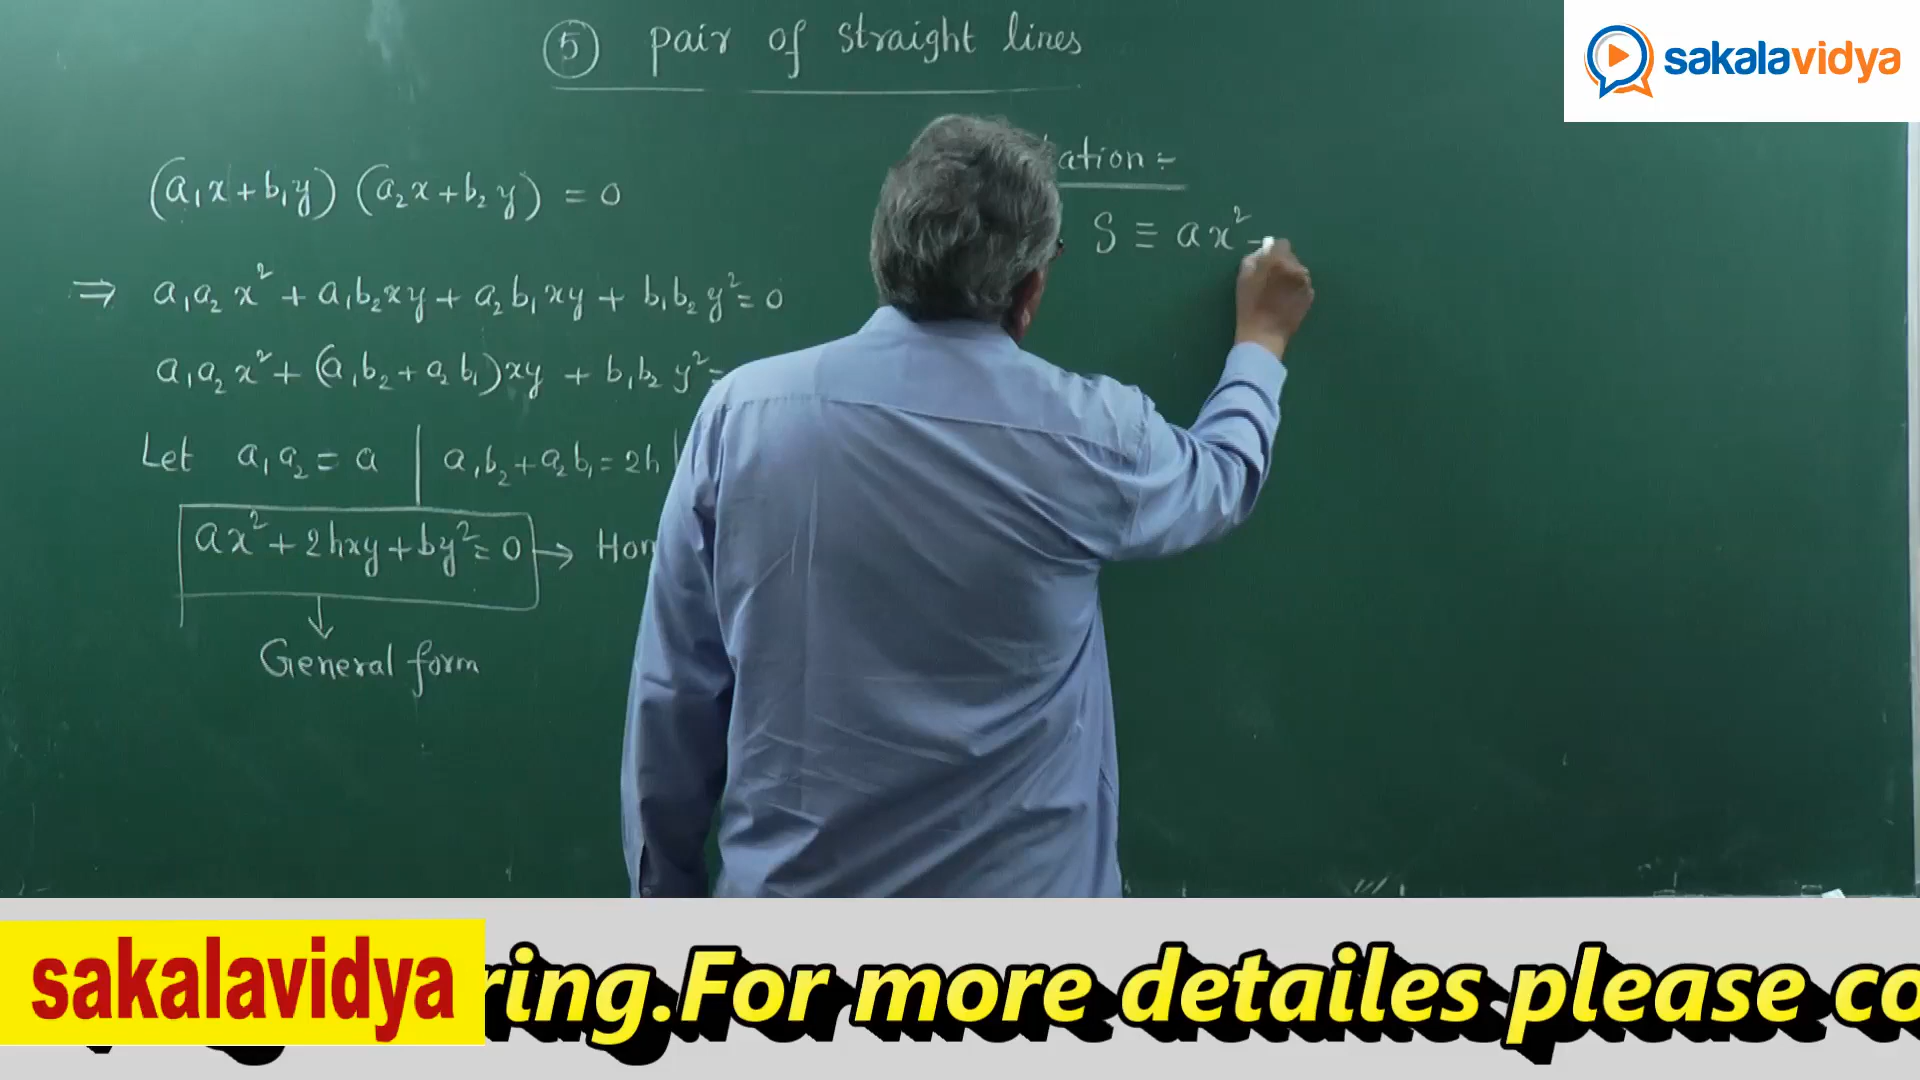 ⑤ pair of straight lines
sakalavidya
(a₁x+b₁y) (a₂x+b₂y) = 0
⇒ a₁a₂x² + a₁b₂xy + a₂b₁xy + b₁b₂y² = 0
a₁a₂x² + (a₁b₂ + a₂b₁)xy + b₁b₂y² =
Let a₁a₂ = a | a₁b₂+a₂b₁ = 2h |
ax² + 2hxy + by² = 0 → Hom
↓
General form
ation :-
S ≡ ax² -
sakalavidya
ring.For more detailes please co